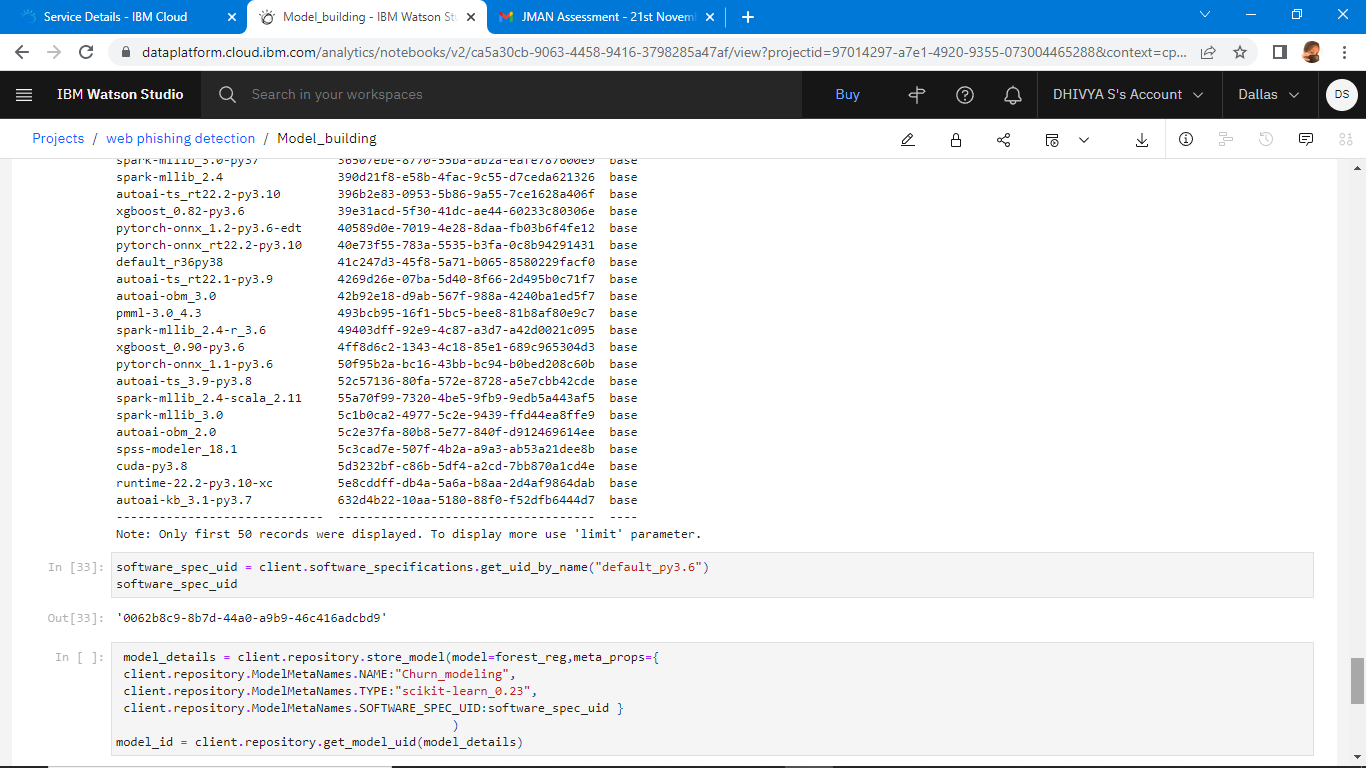 Service Details - IBM Cloud
Model_building - IBM Watson Stu
JMAN Assessment - 21st Novem
dataplatform.cloud.ibm.com/analytics/notebooks/v2/ca5a30cb-9063-4458-9416-3798285a47af/view?projectid=97014297-a7e1-4920-9355-073004465288&context=cp...
IBM Watson Studio
Search in your workspaces
Buy
DHIVYA S's Account
Dallas
DS
Projects / web phishing detection / Model_building
spark-mllib_3.0-py37 36507ebe-8770-55ba-ab2a-eafe787600e9 base
spark-mllib_2.4 390d21f8-e58b-4fac-9c55-d7ceda621326 base
autoai-ts_rt22.2-py3.10 396b2e83-0953-5b86-9a55-7ce1628a406f base
xgboost_0.82-py3.6 39e31acd-5f30-41dc-ae44-60233c80306e base
pytorch-onnx_1.2-py3.6-edt 40589d0e-7019-4e28-8daa-fb03b6f4fe12 base
pytorch-onnx_rt22.2-py3.10 40e73f55-783a-5535-b3fa-0c8b94291431 base
default_r36py38 41c247d3-45f8-5a71-b065-8580229facf0 base
autoai-ts_rt22.1-py3.9 4269d26e-07ba-5d40-8f66-2d495b0c71f7 base
autoai-obm_3.0 42b92e18-d9ab-567f-988a-4240ba1ed5f7 base
pmml-3.0_4.3 493bcb95-16f1-5bc5-bee8-81b8af80e9c7 base
spark-mllib_2.4-r_3.6 49403dff-92e9-4c87-a3d7-a42d0021c095 base
xgboost_0.90-py3.6 4ff8d6c2-1343-4c18-85e1-689c965304d3 base
pytorch-onnx_1.1-py3.6 50f95b2a-bc16-43bb-bc94-b0bed208c60b base
autoai-ts_3.9-py3.8 52c57136-80fa-572e-8728-a5e7cbb42cde base
spark-mllib_2.4-scala_2.11 55a70f99-7320-4be5-9fb9-9edb5a443af5 base
spark-mllib_3.0 5c1b0ca2-4977-5c2e-9439-ffd44ea8ffe9 base
autoai-obm_2.0 5c2e37fa-80b8-5e77-840f-d912469614ee base
spss-modeler_18.1 5c3cad7e-507f-4b2a-a9a3-ab53a21dee8b base
cuda-py3.8 5d3232bf-c86b-5df4-a2cd-7bb870a1cd4e base
runtime-22.2-py3.10-xc 5e8cddff-db4a-5a6a-b8aa-2d4af9864dab base
autoai-kb_3.1-py3.7 632d4b22-10aa-5180-88f0-f52dfb6444d7 base
----------------------------- ------------------------------------ ----
Note: Only first 50 records were displayed. To display more use 'limit' parameter.
In [33]: software_spec_uid = client.software_specifications.get_uid_by_name("default_py3.6")
software_spec_uid
Out[33]: '0062b8c9-8b7d-44a0-a9b9-46c416adcbd9'
In [ ]: model_details = client.repository.store_model(model=forest_reg,meta_props={
client.repository.ModelMetaNames.NAME:"Churn_modeling",
client.repository.ModelMetaNames.TYPE:"scikit-learn_0.23",
client.repository.ModelMetaNames.SOFTWARE_SPEC_UID:software_spec_uid }
)
model_id = client.repository.get_model_uid(model_details)